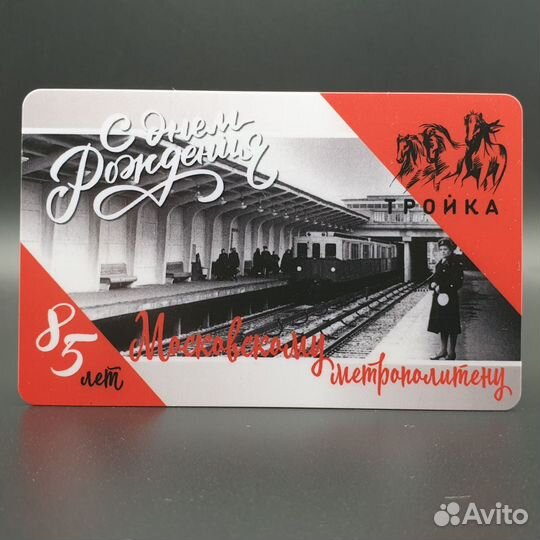 С днем
Рождения
ТРОЙКА
85
лет
Московскому
метрополитену
Avito